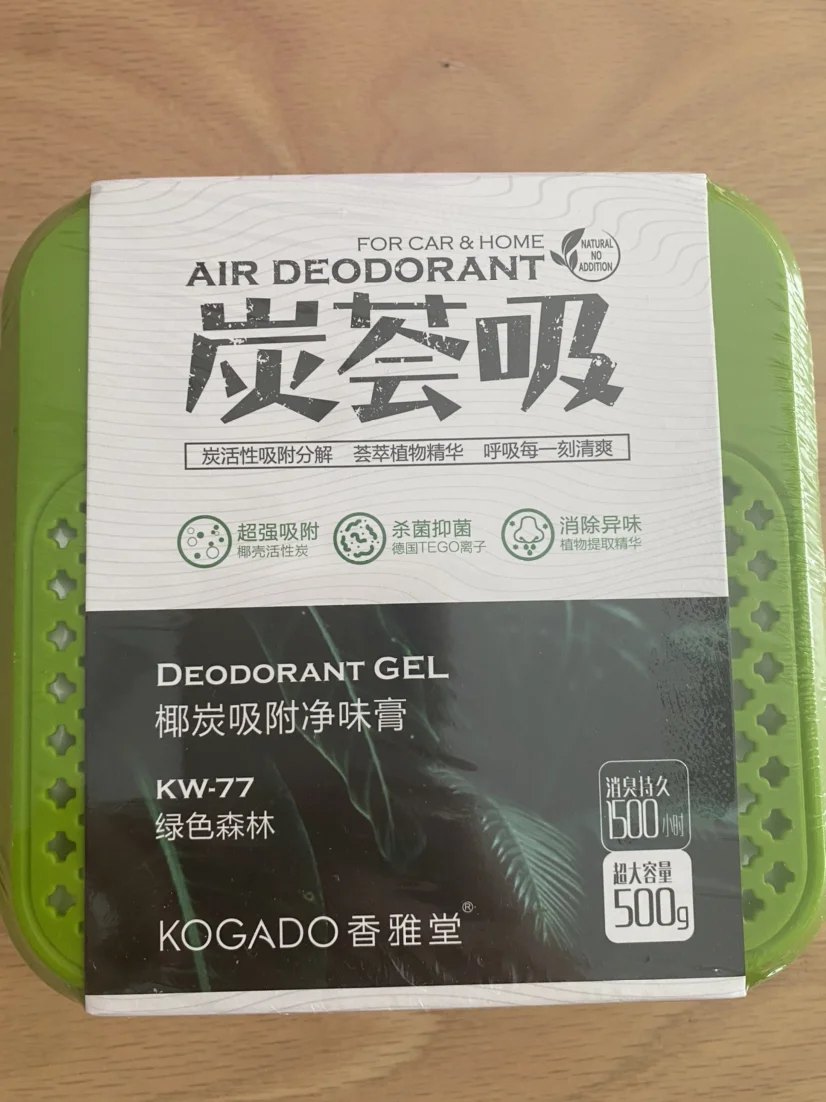 FOR CAR & HOME
AIR DEODORANT
NATURAL
NO
ADDITION
炭荟吸
炭活性吸附分解 荟萃植物精华 呼吸每一刻清爽
超强吸附
椰壳活性炭
杀菌抑菌
德国TEGO离子
消除异味
植物提取精华
DEODORANT GEL
椰炭吸附净味膏
KW-77
绿色森林
消臭持久
1500小时
超大容量
500g
KOGADO香雅堂®